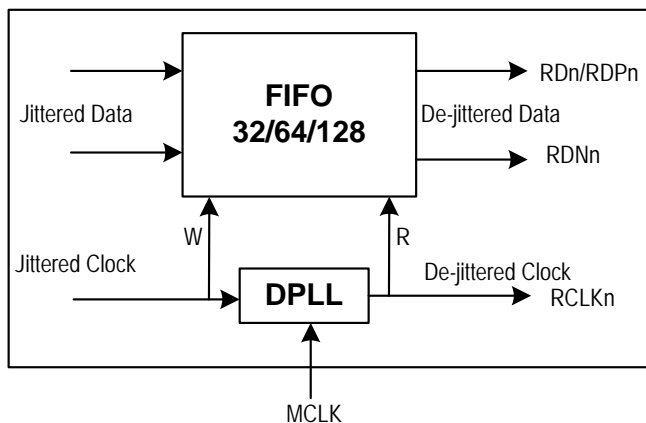 RDn/RDPn
FIFO
32/64/128
Jittered Data
De-jittered Data
RDNn
W
R
Jittered Clock
De-jittered Clock
DPLL
RCLKn
MCLK